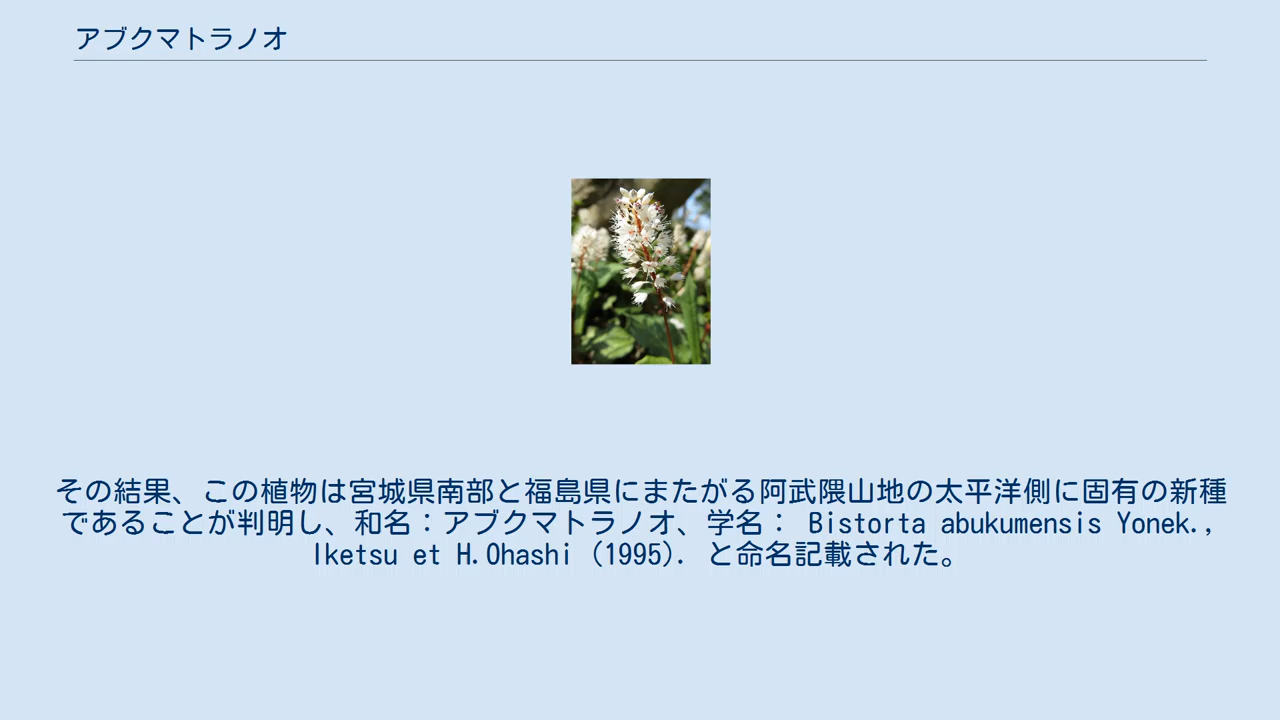 アブクマトラノオ
その結果、この植物は宮城県南部と福島県にまたがる阿武隈山地の太平洋側に固有の新種
であることが判明し、和名：アブクマトラノオ、学名： Bistorta abukumensis Yonek.,
Iketsu et H.Ohashi (1995). と命名記載された。